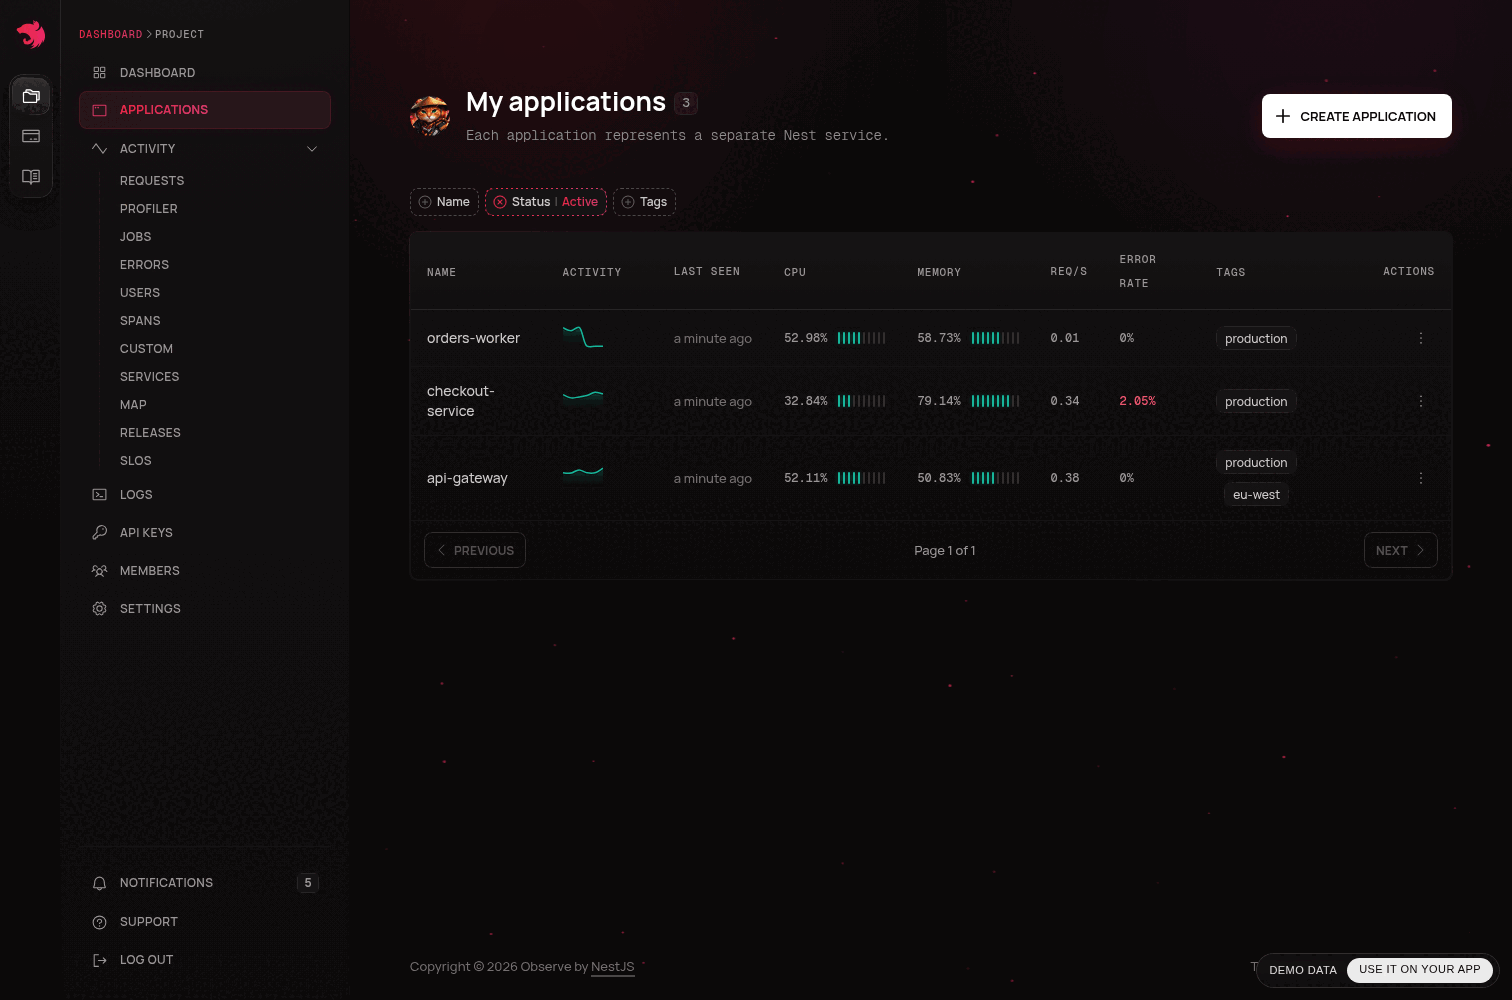 DASHBOARD > PROJECT
DASHBOARD
APPLICATIONS
ACTIVITY
REQUESTS
PROFILER
JOBS
ERRORS
USERS
SPANS
CUSTOM
SERVICES
MAP
RELEASES
SLOS
LOGS
API KEYS
MEMBERS
SETTINGS
NOTIFICATIONS 5
SUPPORT
LOG OUT
My applications 3
Each application represents a separate Nest service.
CREATE APPLICATION
Name Status | Active Tags
NAME ACTIVITY LAST SEEN CPU MEMORY REQ/S ERROR RATE TAGS ACTIONS
orders-worker a minute ago 52.98% 58.73% 0.01 0% production
checkout-
service a minute ago 32.84% 79.14% 0.34 2.05% production
api-gateway a minute ago 52.11% 50.83% 0.38 0% production
eu-west
PREVIOUS Page 1 of 1 NEXT
Copyright © 2026 Observe by NestJS
DEMO DATA USE IT ON YOUR APP